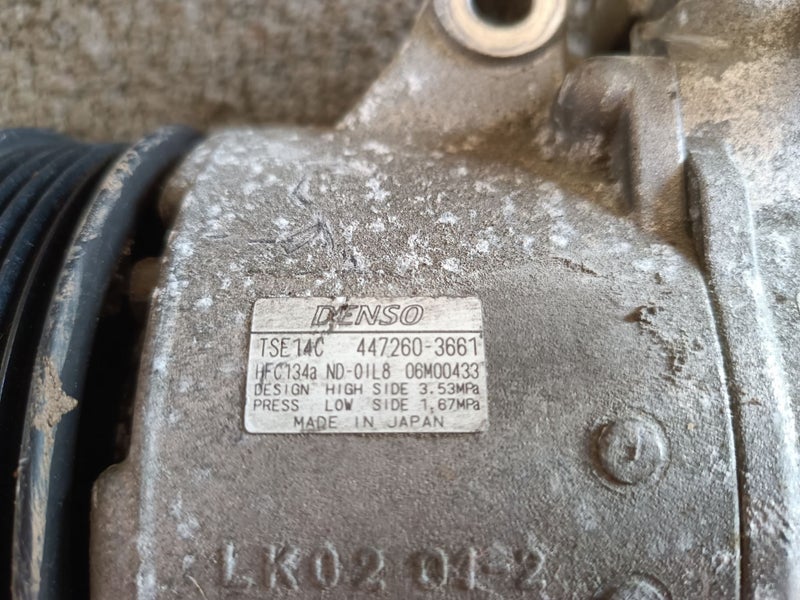 DENSO
TSE14C 447260-3661
HFC134a ND-OIL8 06M00433
DESIGN HIGH SIDE 3.53MPa
PRESS LOW SIDE 1,67MPa
MADE IN JAPAN
LK02 01-2